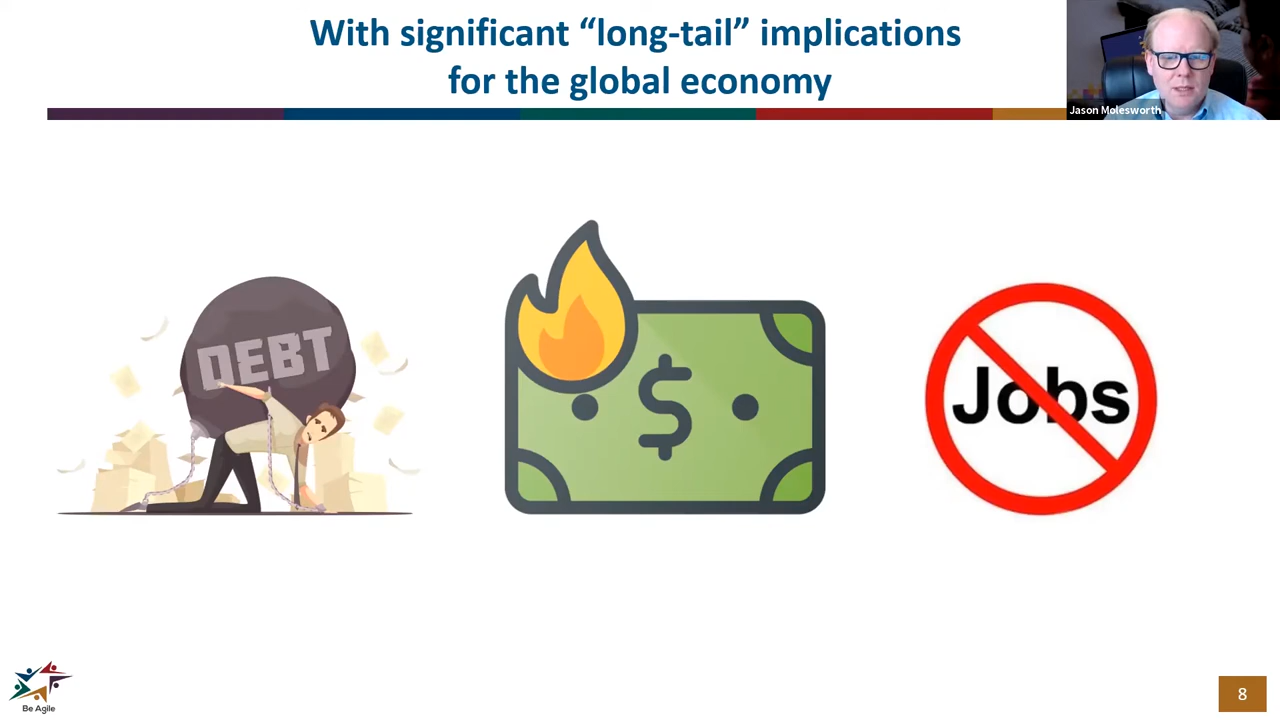 With significant “long-tail” implications
for the global economy
Jason Molesworth
DEBT
$
Jobs
Be Agile
8